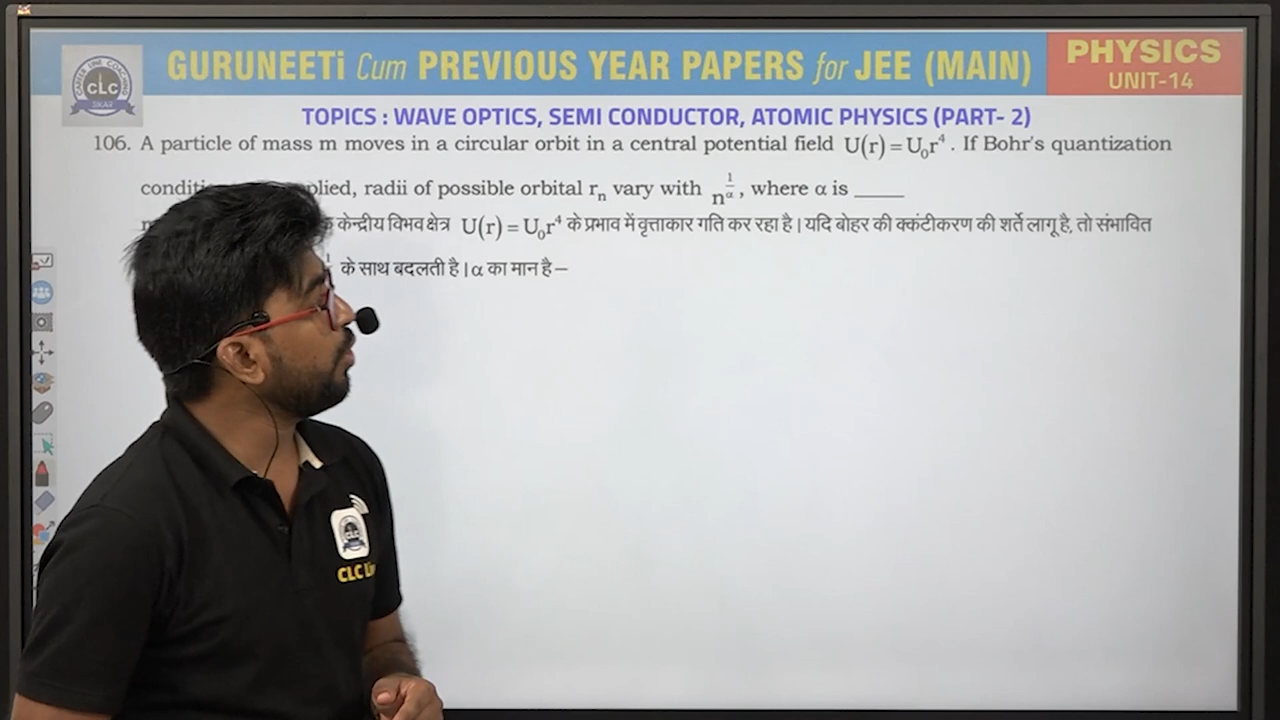 GURUNEETi Cum PREVIOUS YEAR PAPERS for JEE (MAIN)
PHYSICS
UNIT-14
CLC
SIKAR
TOPICS : WAVE OPTICS, SEMI CONDUCTOR, ATOMIC PHYSICS (PART- 2)
106. A particle of mass m moves in a circular orbit in a central potential field U(r) = U₀r⁴ . If Bohr's quantization
radii of possible orbital rₙ vary with n^(1/α), where α is _____
केन्द्रीय विभव क्षेत्र U(r) = U₀r⁴ के प्रभाव में वृत्ताकार गति कर रहा है। यदि बोहर की क्वांटीकरण की शर्ते लागू है, तो संभावित
के साथ बदलती है। α का मान है –
CLC